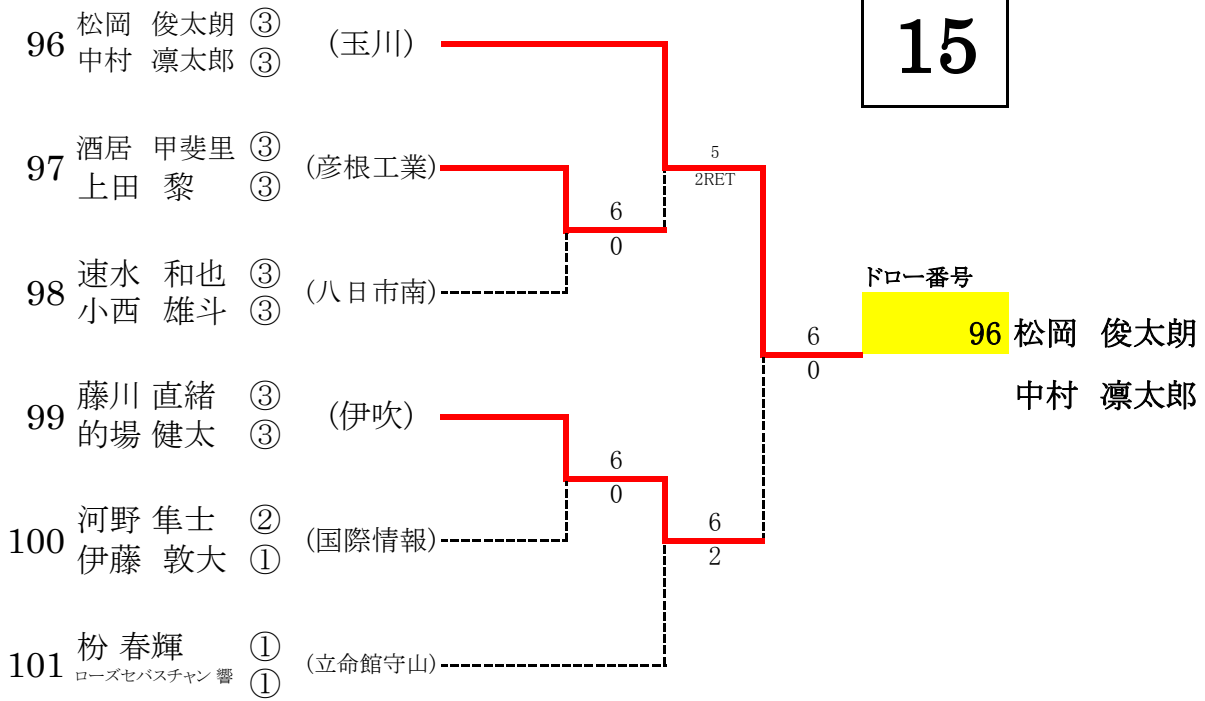 15
96 松岡 俊太朗 ③ (玉川)
中村 凛太郎 ③
97 酒居 甲斐里 ③ (彦根工業)
上田 黎 ③
5
2RET
6
0
98 速水 和也 ③ (八日市南)
小西 雄斗 ③
ドロー番号
96 松岡 俊太朗
中村 凛太郎
6
0
99 藤川 直緒 ③ (伊吹)
的場 健太 ③
6
0
100 河野 隼士 ② (国際情報)
伊藤 敦大 ①
6
2
101 枌 春輝 ① (立命館守山)
ローズセバスチャン 響 ①